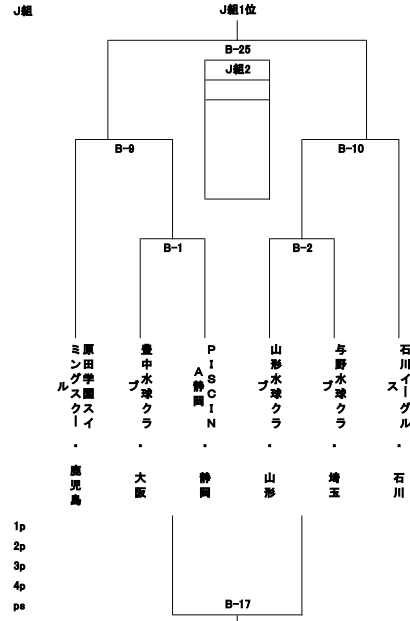 J組
J組1位
B-25
J組2
B-9
B-10
B-1
B-2
原田学園スイミングスクール
豊中水球クラブ
PISCINA静岡
山形水球クラブ
与野水球クラブ
石川イーグルス
・
・
・
・
・
・
鹿児島
大阪
静岡
山形
埼玉
石川
1p
2p
3p
4p
ps
B-17